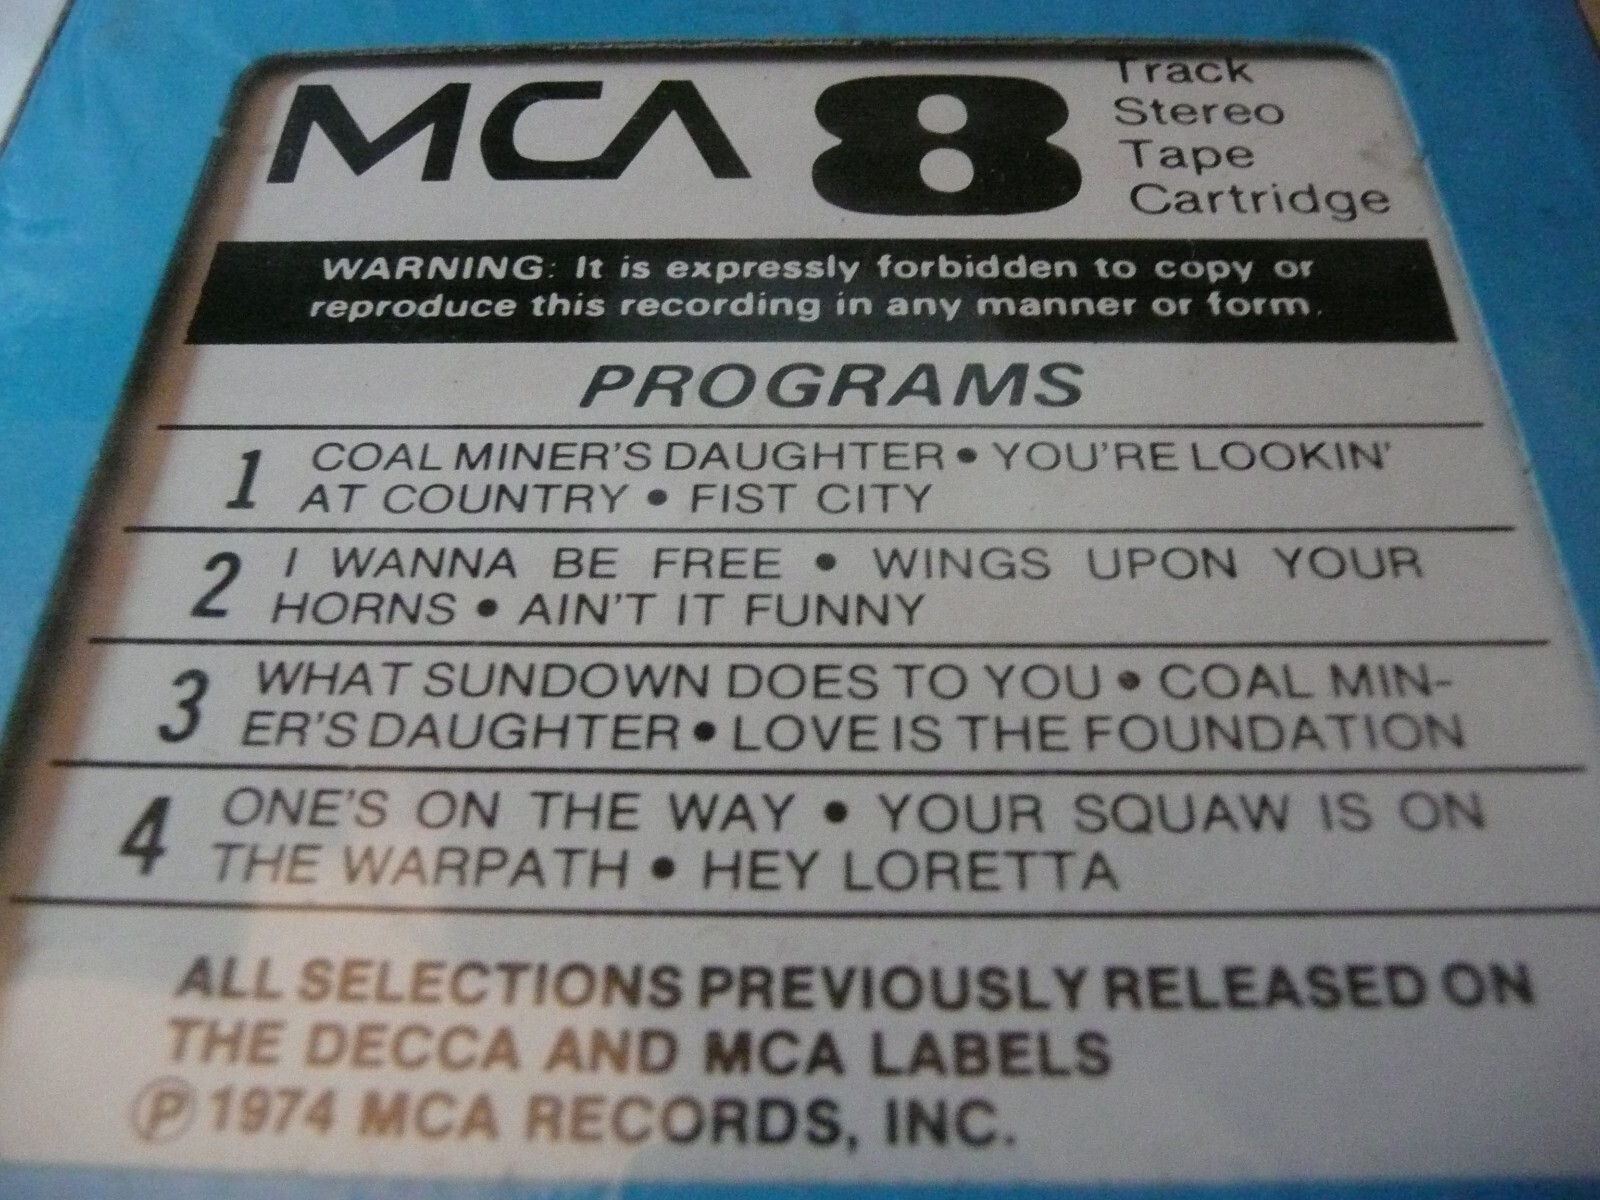 MCA 8 Track
Stereo
Tape
Cartridge
WARNING: It is expressly forbidden to copy or
reproduce this recording in any manner or form.
PROGRAMS
1 COAL MINER'S DAUGHTER • YOU'RE LOOKIN'
AT COUNTRY • FIST CITY
2 I WANNA BE FREE • WINGS UPON YOUR
HORNS • AIN'T IT FUNNY
3 WHAT SUNDOWN DOES TO YOU • COAL MIN-
ER'S DAUGHTER • LOVE IS THE FOUNDATION
4 ONE'S ON THE WAY • YOUR SQUAW IS ON
THE WARPATH • HEY LORETTA
ALL SELECTIONS PREVIOUSLY RELEASED ON
THE DECCA AND MCA LABELS
℗ 1974 MCA RECORDS, INC.